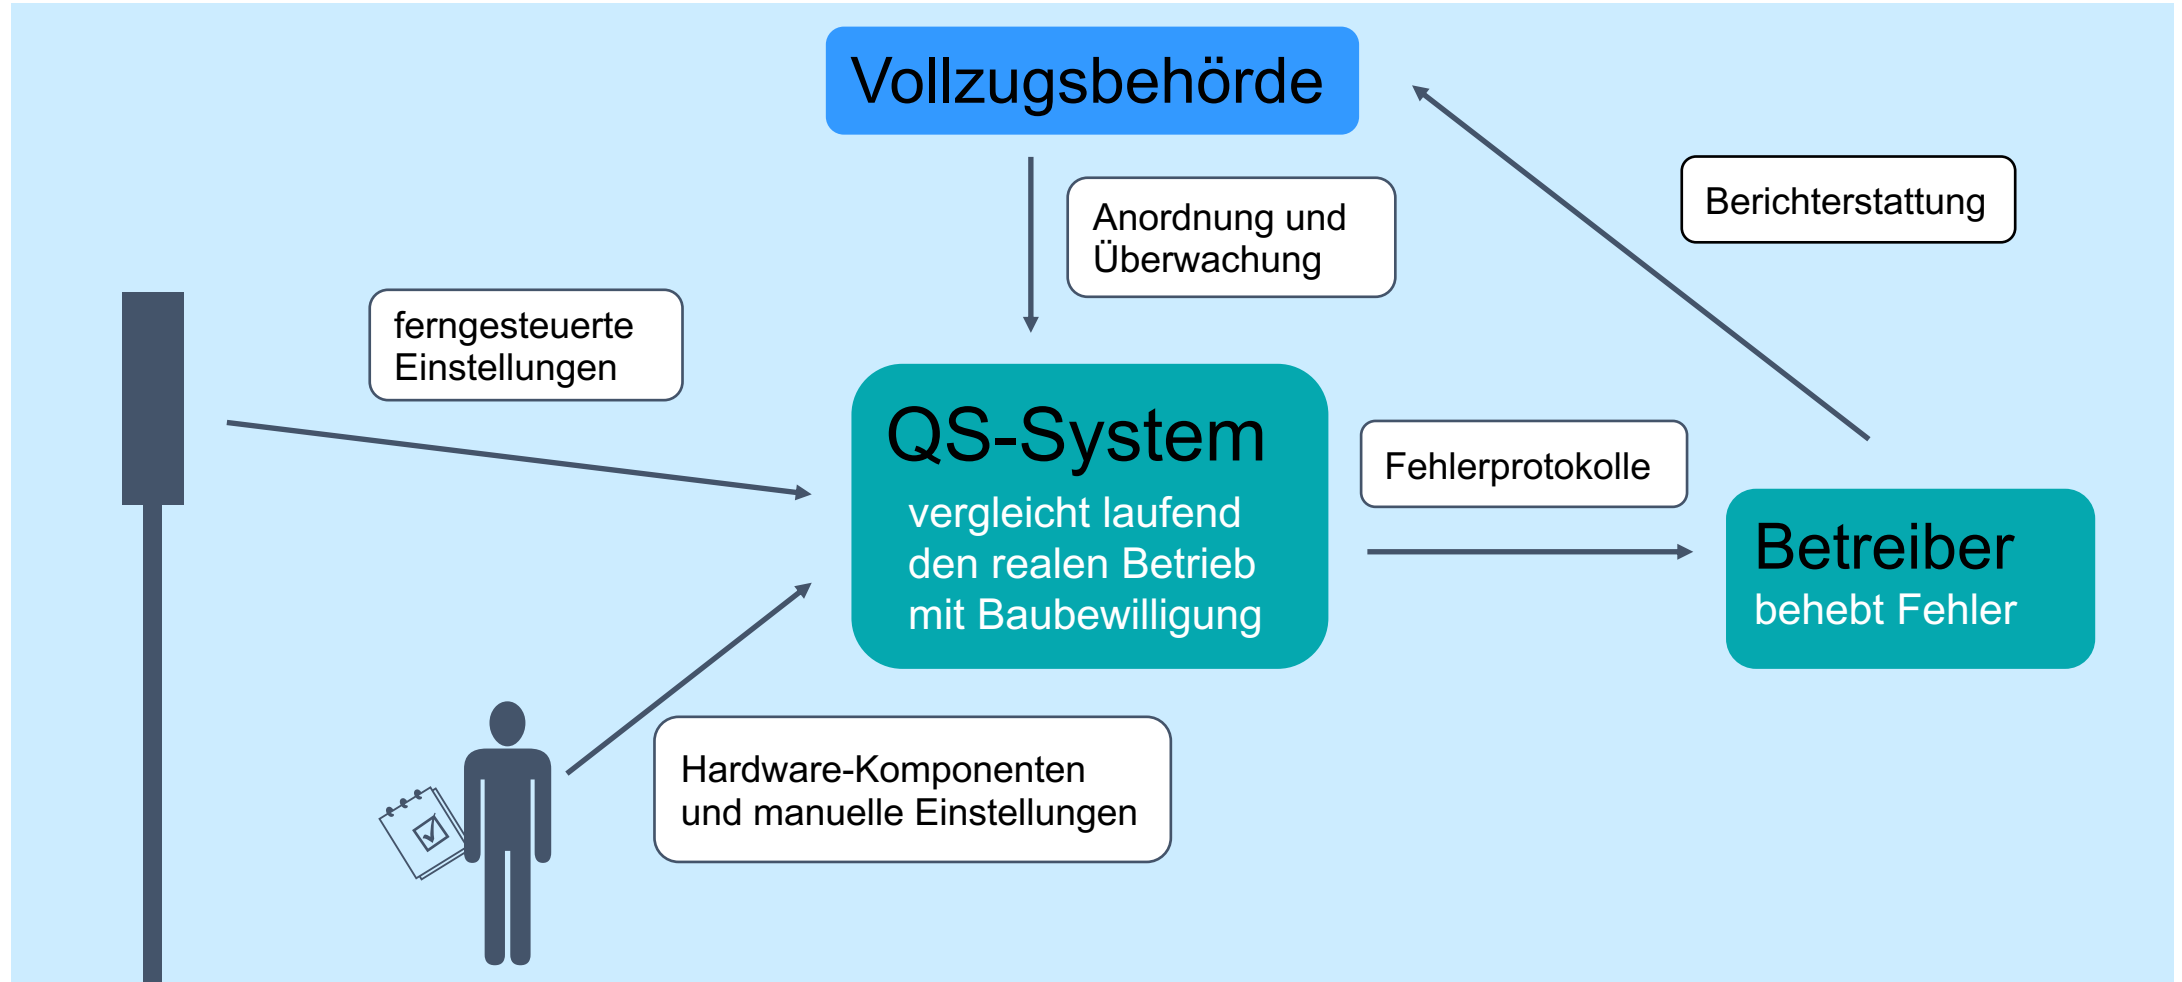 Vollzugsbehörde
Anordnung und
Überwachung
Berichterstattung
ferngesteuerte
Einstellungen
QS-System
vergleicht laufend
den realen Betrieb
mit Baubewilligung
Fehlerprotokolle
Betreiber
behebt Fehler
Hardware-Komponenten
und manuelle Einstellungen